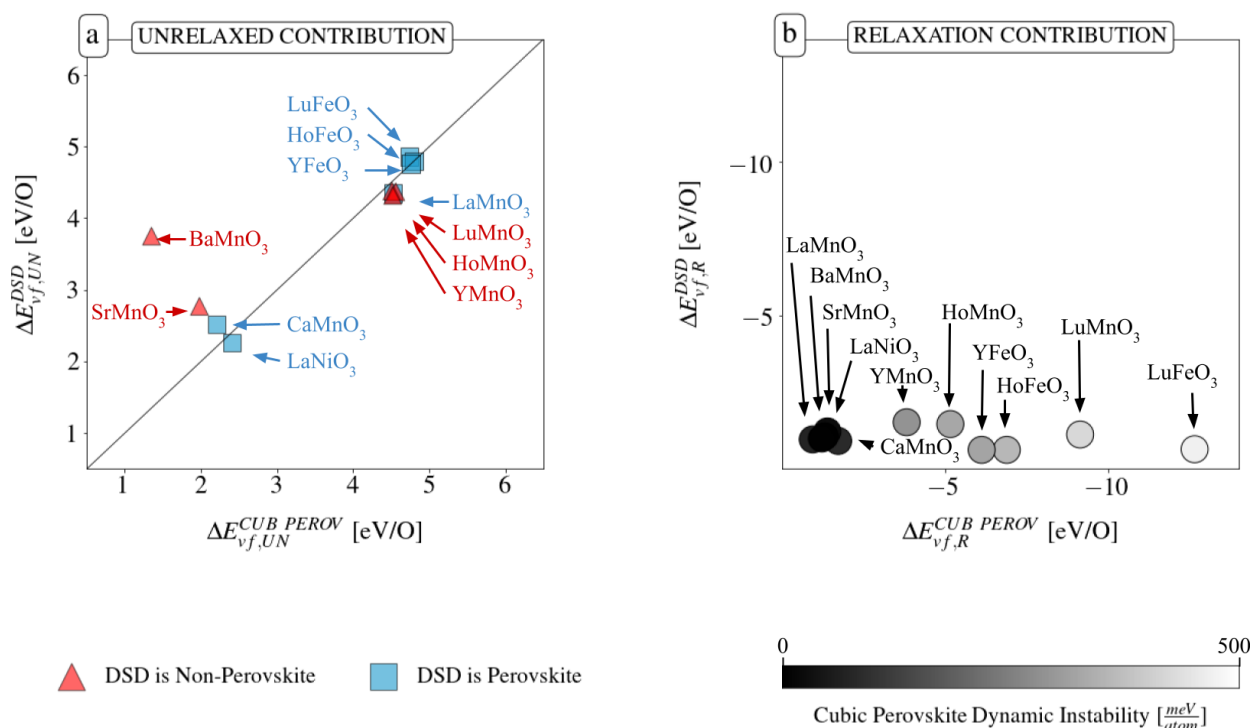 a UNRELAXED CONTRIBUTION
6
5
4
3
2
1
ΔE^{DSD}_{vf,UN} [eV/O]
LuFeO₃
HoFeO₃
YFeO₃
LaMnO₃
LuMnO₃
HoMnO₃
YMnO₃
BaMnO₃
SrMnO₃
CaMnO₃
LaNiO₃
1 2 3 4 5 6
ΔE^{CUB PEROV}_{vf,UN} [eV/O]
b RELAXATION CONTRIBUTION
−10
−5
ΔE^{DSD}_{vf,R} [eV/O]
LaMnO₃
BaMnO₃
SrMnO₃
LaNiO₃
YMnO₃
HoMnO₃
YFeO₃
HoFeO₃
LuMnO₃
LuFeO₃
CaMnO₃
−5 −10
ΔE^{CUB PEROV}_{vf,R} [eV/O]
DSD is Non-Perovskite
DSD is Perovskite
0 500
Cubic Perovskite Dynamic Instability [meV/atom]